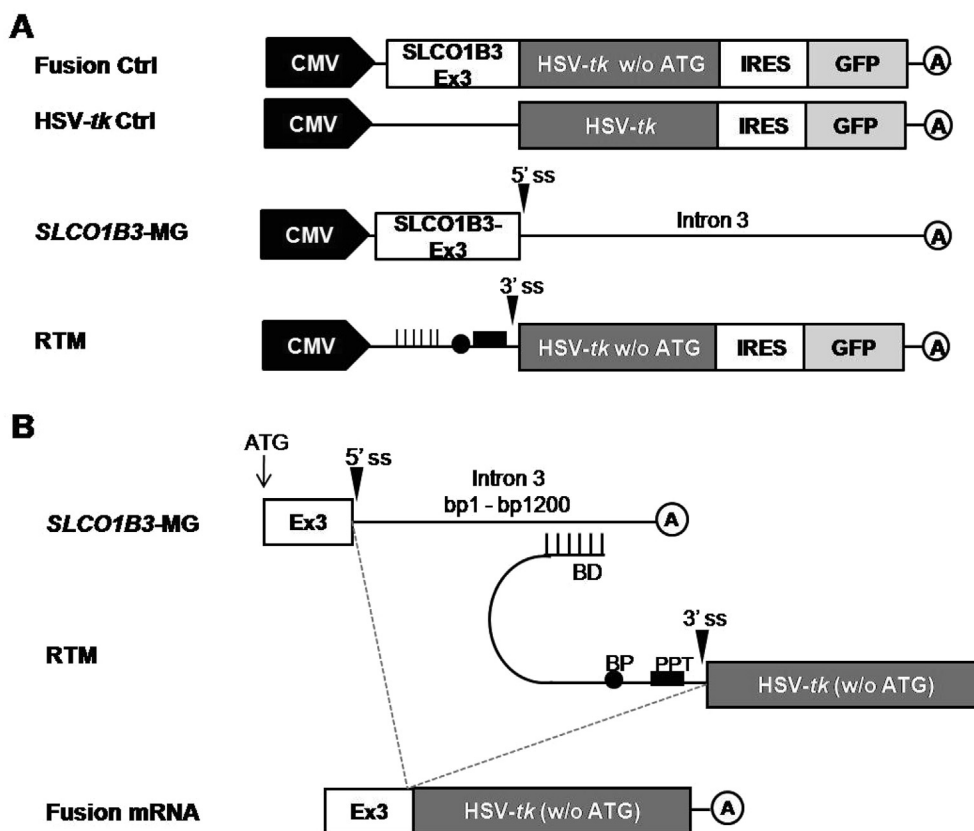 A
Fusion Ctrl
CMV
SLCO1B3
Ex3
HSV-tk w/o ATG
IRES
GFP
A
HSV-tk Ctrl
CMV
HSV-tk
IRES
GFP
A
5' ss
SLCO1B3-MG
CMV
SLCO1B3-
Ex3
Intron 3
A
3' ss
RTM
CMV
HSV-tk w/o ATG
IRES
GFP
A
B
ATG
5' ss
Intron 3
bp1 - bp1200
SLCO1B3-MG
Ex3
A
BD
3' ss
RTM
BP
PPT
HSV-tk (w/o ATG)
Fusion mRNA
Ex3
HSV-tk (w/o ATG)
A